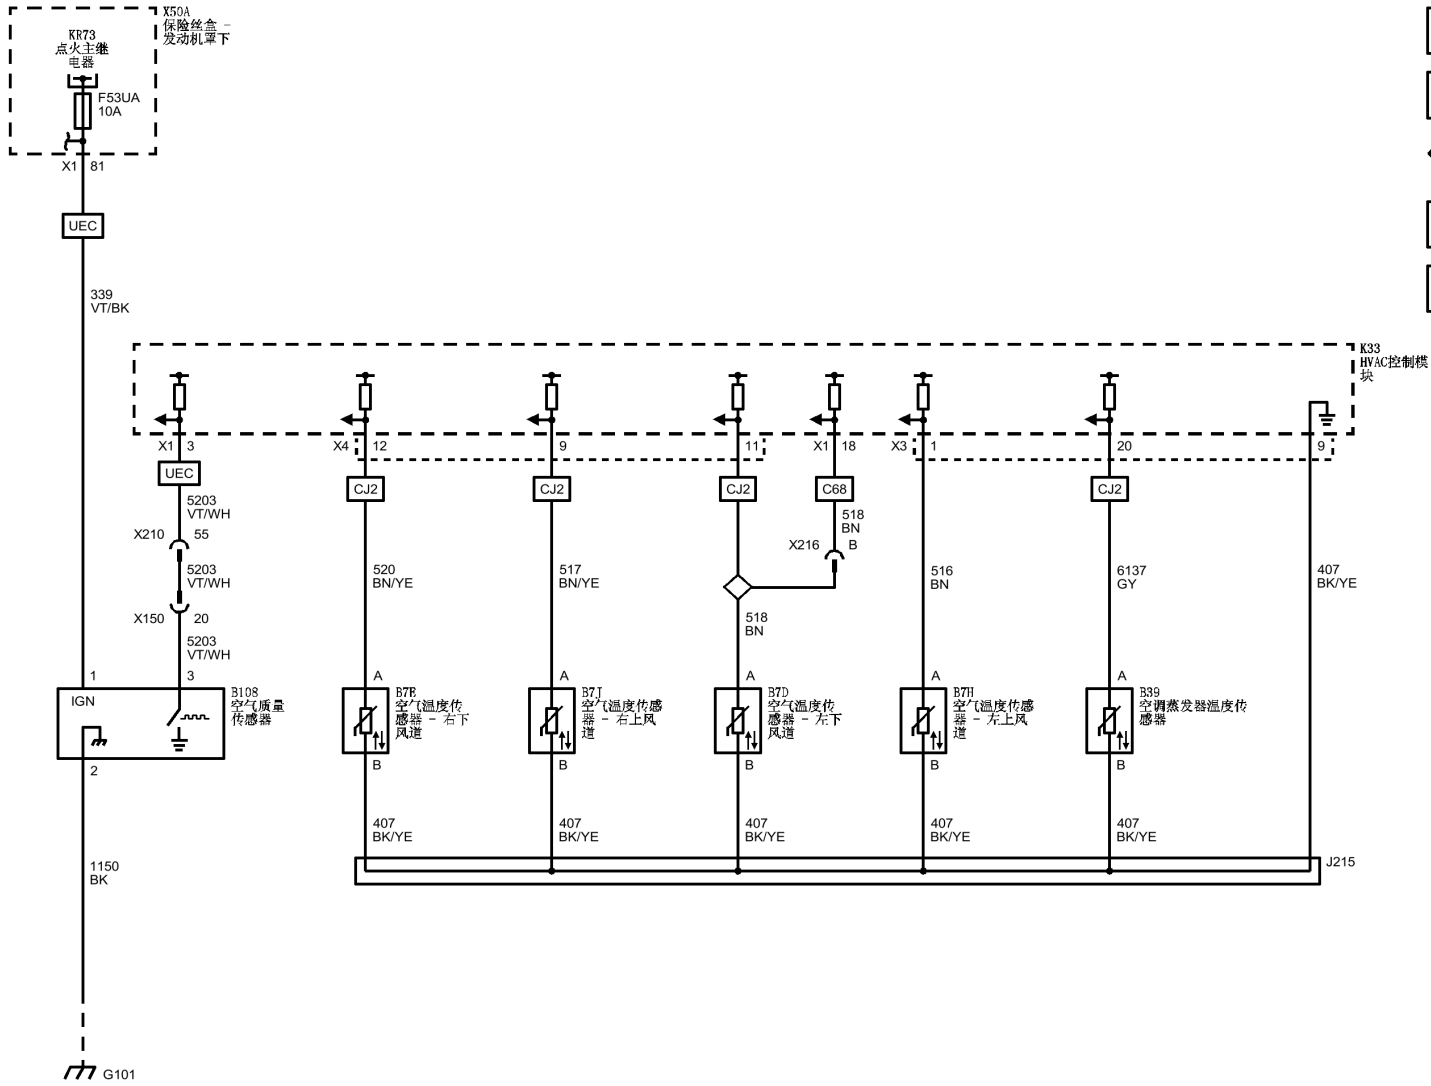 X50A
保险丝盒 -
发动机罩下
KR73
点火主继
电器
F53UA
10A
X1 81
UEC
339
VT/BK
K33
HVAC控制模
块
X1 3
X4 12
9
11
X1 18
X3 1
20
9
UEC
CJ2
CJ2
CJ2
C68
CJ2
5203
VT/WH
518
BN
X210 55
X216 B
5203
VT/WH
520
BN/YE
517
BN/YE
516
BN
6137
GY
407
BK/YE
X150 20
518
BN
5203
VT/WH
1
3
A
A
A
A
A
IGN
B108
空气质量
传感器
B7E
空气温度传
感器 - 右下
风道
B7J
空气温度传感
器 - 右上风
道
B7D
空气温度传
感器 - 左下
风道
B7H
空气温度传感
器 - 左上风
道
B39
空调蒸发器温度传
感器
2
B
B
B
B
B
407
BK/YE
407
BK/YE
407
BK/YE
407
BK/YE
407
BK/YE
J215
1150
BK
G101